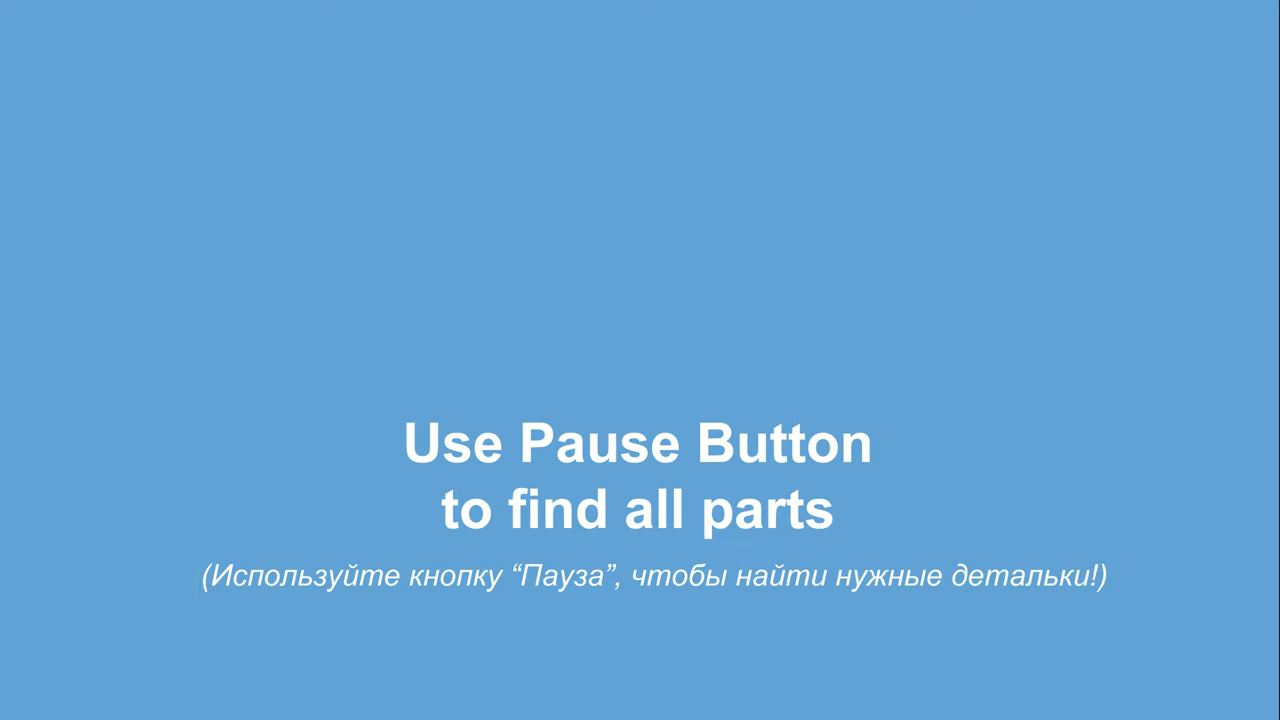 Use Pause Button
to find all parts
(Используйте кнопку “Пауза”, чтобы найти нужные детальки!)